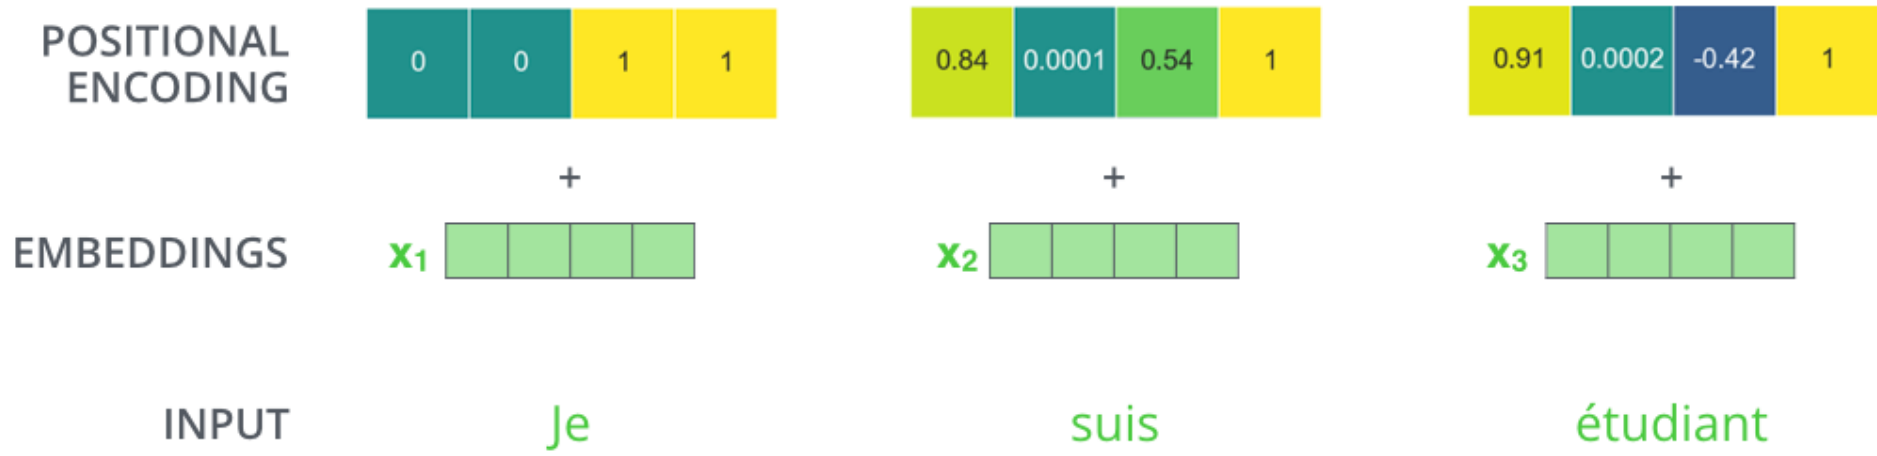 POSITIONAL
ENCODING
0 0 1 1
0.84 0.0001 0.54 1
0.91 0.0002 -0.42 1
+ + +
EMBEDDINGS
x₁ x₂ x₃
INPUT
Je suis étudiant